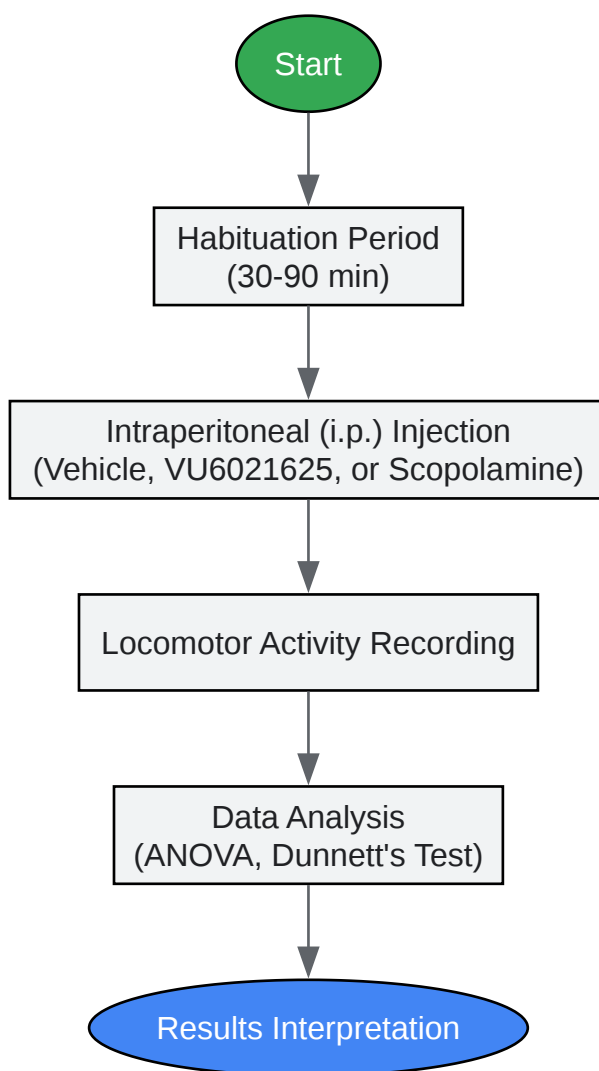 Start
Habituation Period
(30-90 min)
Intraperitoneal (i.p.) Injection
(Vehicle, VU6021625, or Scopolamine)
Locomotor Activity Recording
Data Analysis
(ANOVA, Dunnett's Test)
Results Interpretation